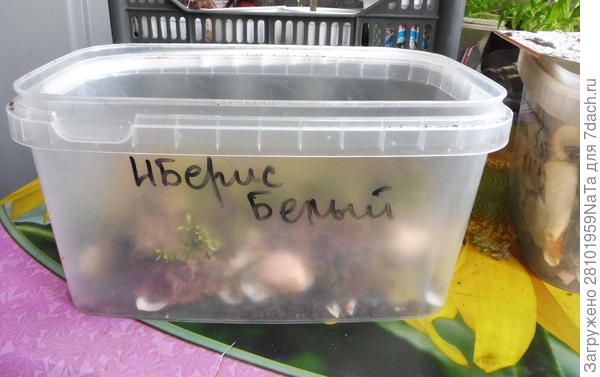 Иберис
Белый
Загружено 28101959NaTa для 7dach.ru